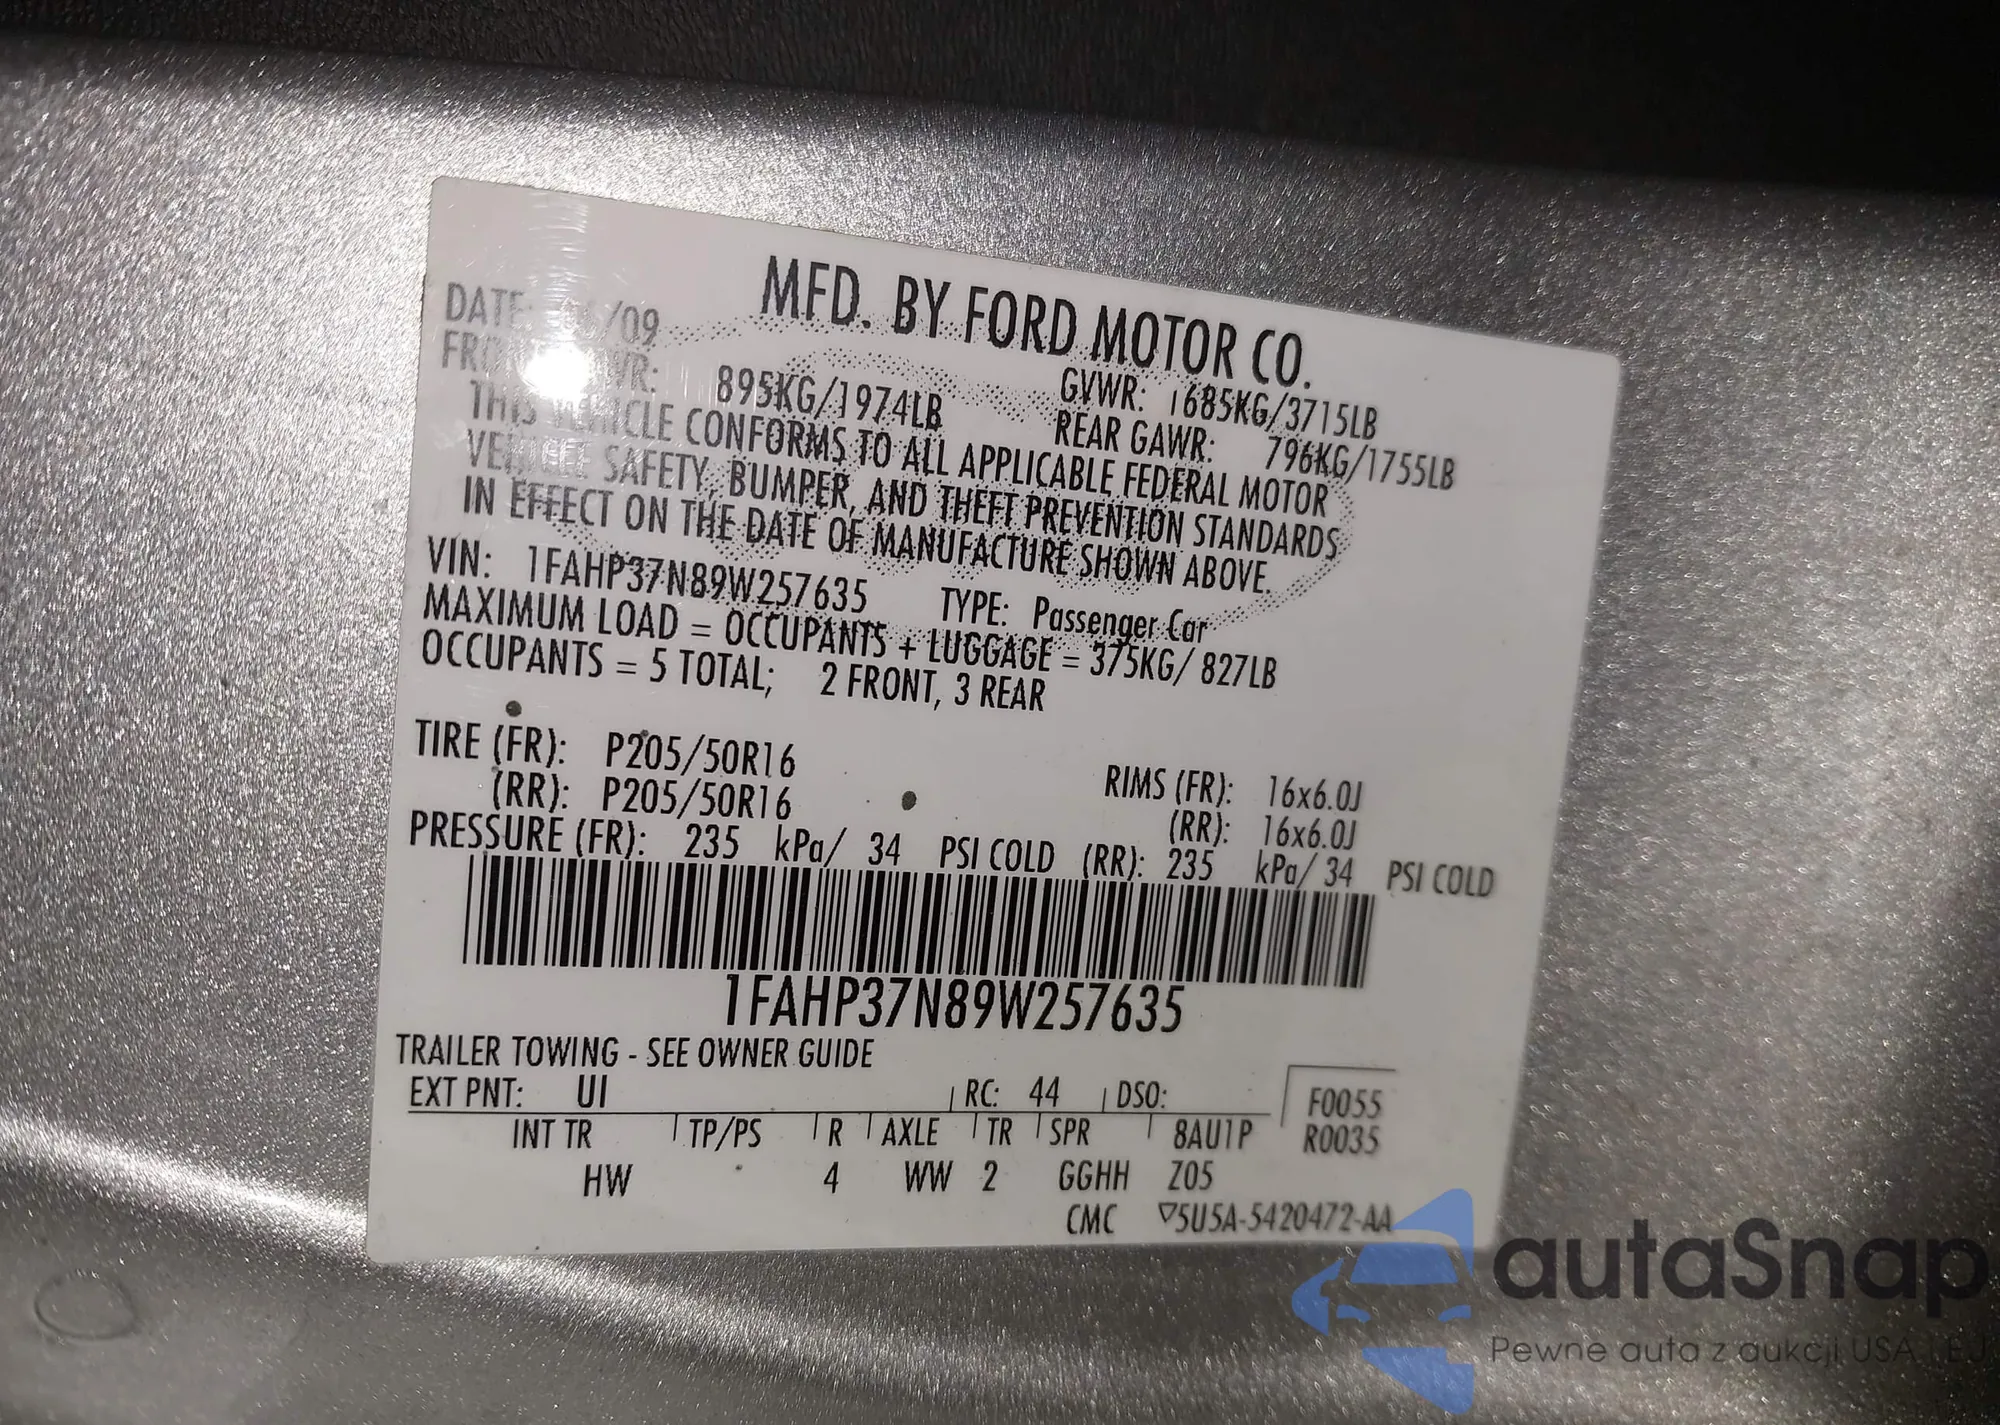 MFD. BY FORD MOTOR CO.
DATE: /09 GVWR: 1685KG/3715LB
FRONT GAWR: 895KG/1974LB REAR GAWR: 796KG/1755LB
THIS VEHICLE CONFORMS TO ALL APPLICABLE FEDERAL MOTOR
VEHICLE SAFETY, BUMPER, AND THEFT PREVENTION STANDARDS
IN EFFECT ON THE DATE OF MANUFACTURE SHOWN ABOVE.
VIN: 1FAHP37N89W257635 TYPE: Passenger Car
MAXIMUM LOAD = OCCUPANTS + LUGGAGE = 375KG/ 827LB
OCCUPANTS = 5 TOTAL; 2 FRONT, 3 REAR
TIRE (FR): P205/50R16 RIMS (FR): 16x6.0J
(RR): P205/50R16 (RR): 16x6.0J
PRESSURE (FR): 235 kPa/ 34 PSI COLD (RR): 235 kPa/ 34 PSI COLD
1FAHP37N89W257635
TRAILER TOWING - SEE OWNER GUIDE
EXT PNT: UI RC: 44 DSO: F0055
INT TR TP/PS R AXLE TR SPR 8AU1P R0035
HW 4 WW 2 GGHH Z05
CMC ▽5U5A-5420472-AA
autaSnap
Pewne auta z aukcji USA i EU